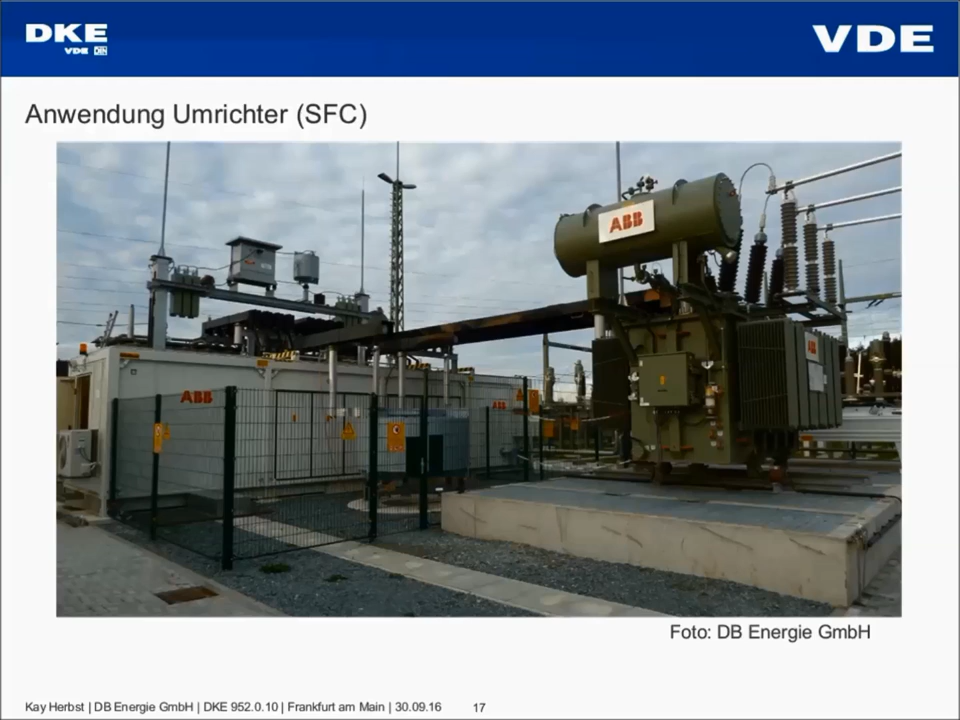 DKE
VDE DIN
VDE
Anwendung Umrichter (SFC)
ABB
ABB
ABB
ABB
Foto: DB Energie GmbH
Kay Herbst | DB Energie GmbH | DKE 952.0.10 | Frankfurt am Main | 30.09.16 17